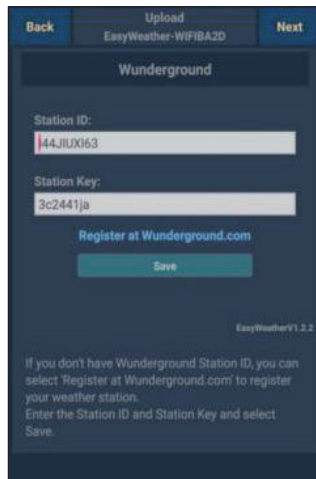 Back
Upload
Next
EasyWeather-WIFIBA2D
Wunderground
Station ID:
i44JIUXI63
Station Key:
3c2441ja
Register at Wunderground.com
Save
EasyWeatherV1.2.2
If you don't have Wunderground Station ID, you can
select 'Register at Wunderground.com' to register
your weather station.
Enter the Station ID and Station Key and select
Save.